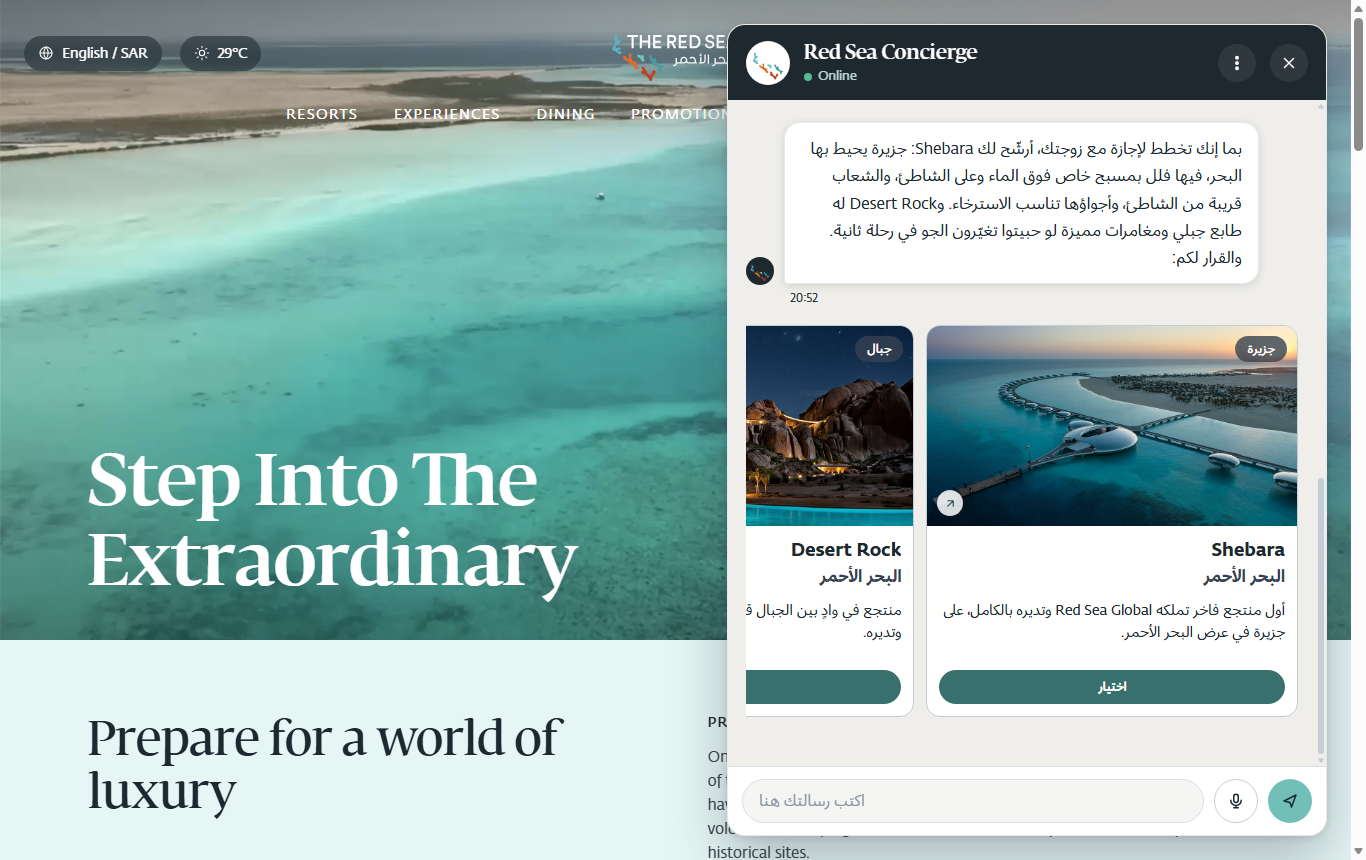 English / SAR
29°C
THE RED SE
حر الأحمر
RESORTS
EXPERIENCES
DINING
PROMOTION
Step Into The
Extraordinary
Prepare for a world of
luxury
PR
On
of
hav
volc
historical sites.
Red Sea Concierge
Online
بما إنك تخطط لإجازة مع زوجتك، أرشّح لك Shebara: جزيرة يحيط بها
البحر، فيها فلل بمسبح خاص فوق الماء وعلى الشاطئ، والشعاب
قريبة من الشاطئ، وأجواؤها تناسب الاسترخاء. وDesert Rock له
طابع جبلي ومغامرات مميزة لو حبيتوا تغيّرون الجو في رحلة ثانية.
والقرار لكم:
20:52
جزيرة
Shebara
البحر الأحمر
أول منتجع فاخر تملكه Red Sea Global وتديره بالكامل، على
جزيرة في عرض البحر الأحمر.
اختيار
جبال
Desert Rock
البحر الأحمر
منتجع في وادٍ بين الجبال
وتديره.
اكتب رسالتك هنا